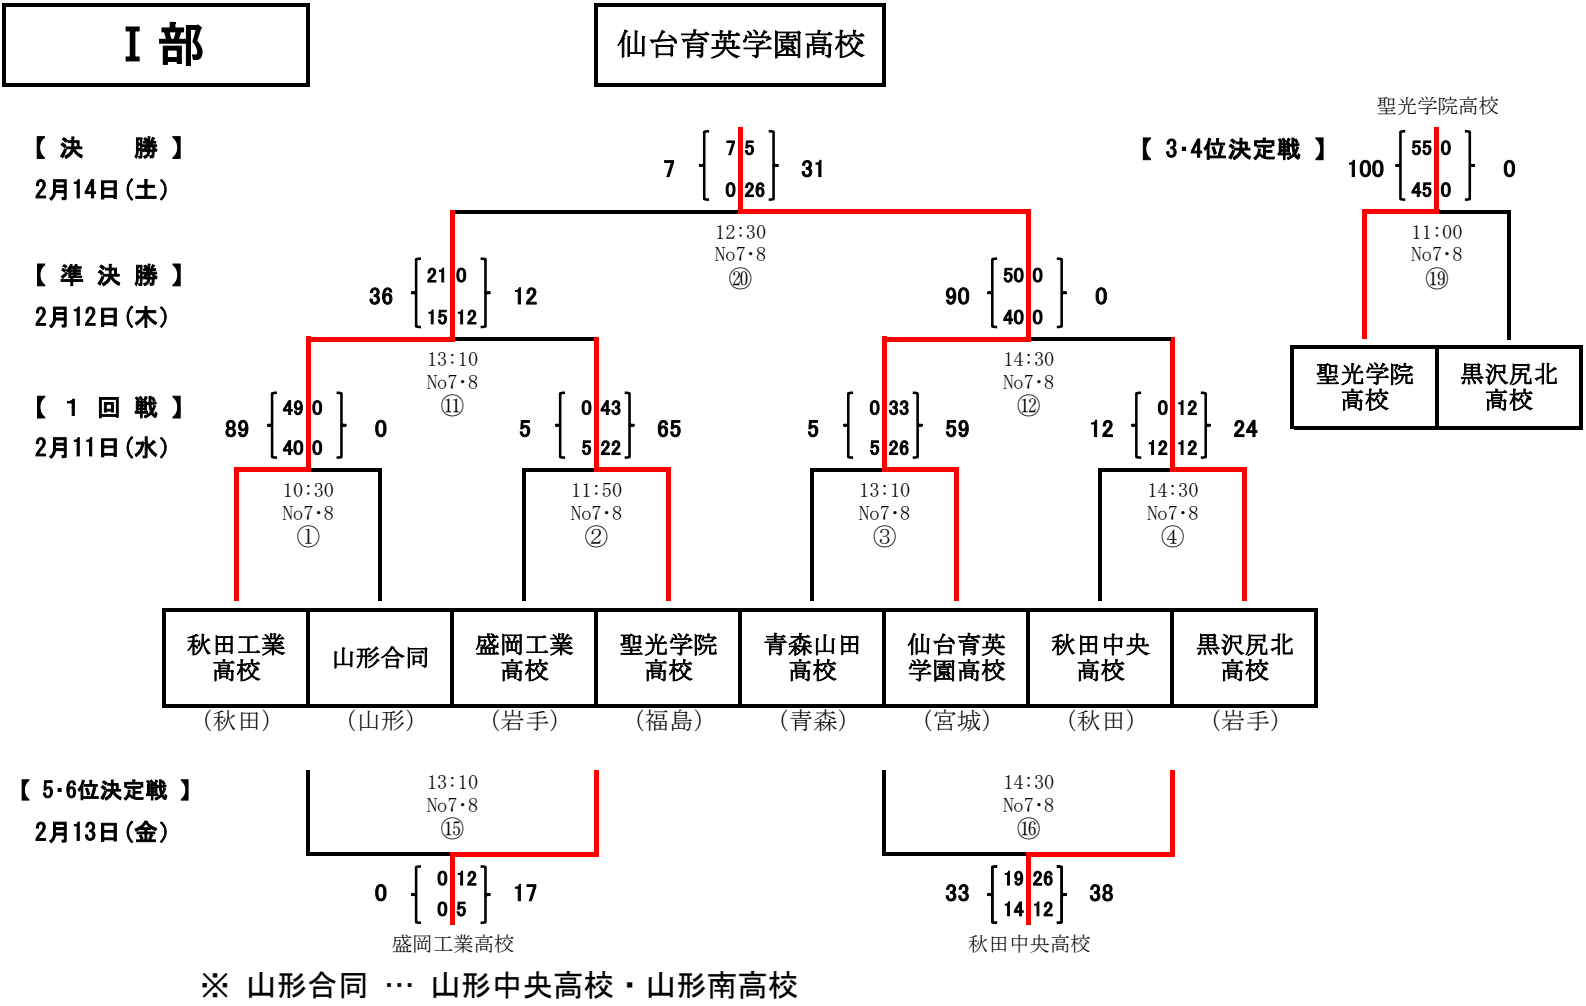 Ⅰ 部
仙台育英学園高校
聖光学院高校
【 決　　勝 】
2月14日(土)
7 7 5 31
0 26
【 3・4位決定戦 】
100 55 0 0
45 0
12:30
No7・8
⑳
11:00
No7・8
⑲
【 準 決 勝 】
2月12日(木)
36 21 0 12
15 12
90 50 0 0
40 0
13:10
No7・8
⑪
14:30
No7・8
⑫
聖光学院
高校
黒沢尻北
高校
【 1 回 戦 】
2月11日(水)
89 49 0 0
40 0
5 0 43 65
5 22
5 0 33 59
5 26
12 0 12 24
12 12
10:30
No7・8
①
11:50
No7・8
②
13:10
No7・8
③
14:30
No7・8
④
秋田工業
高校
山形合同
盛岡工業
高校
聖光学院
高校
青森山田
高校
仙台育英
学園高校
秋田中央
高校
黒沢尻北
高校
(秋田) (山形) (岩手) (福島) (青森) (宮城) (秋田) (岩手)
【 5・6位決定戦 】
2月13日(金)
13:10
No7・8
⑮
14:30
No7・8
⑯
0 0 12 17
0 5
33 19 26 38
14 12
盛岡工業高校
秋田中央高校
※ 山形合同 … 山形中央高校・山形南高校